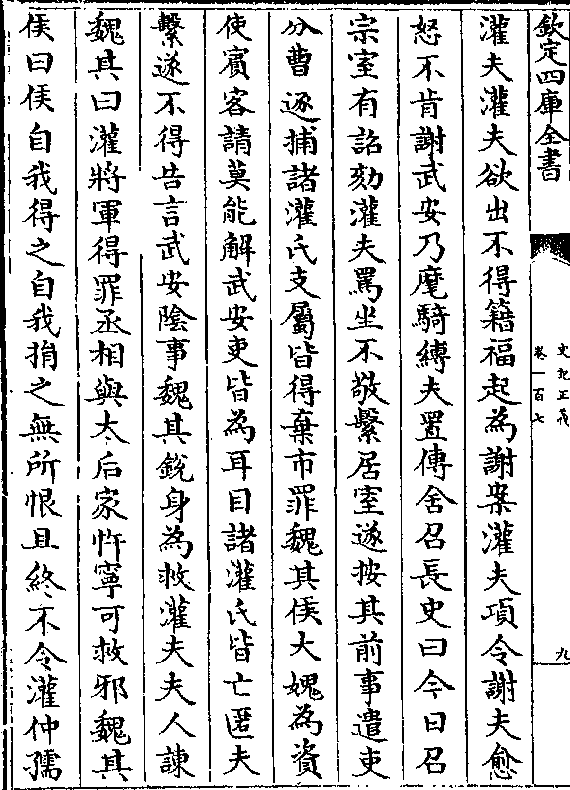 欽定四庫全書
史記正義
卷一百七
九
灌夫灌夫欲出不得籍福起為謝案灌夫項令謝夫愈
怒不肯謝武安乃麾騎縛夫置傳舍召長史曰今日召
宗室有詔劾灌夫罵坐不敬繫居室遂按其前事遣吏
分曹逐捕諸灌氏支屬皆得棄市罪魏其侯大媿為資
使賓客請莫能解武安吏皆為耳目諸灌氏皆亡匿夫
繫遂不得告言武安陰事魏其銳身為救灌夫夫人諫
魏其曰灌將軍得罪丞相與太后家忤寧可救邪魏其
侯曰侯自我得之自我捐之無所恨且終不令灌仲孺